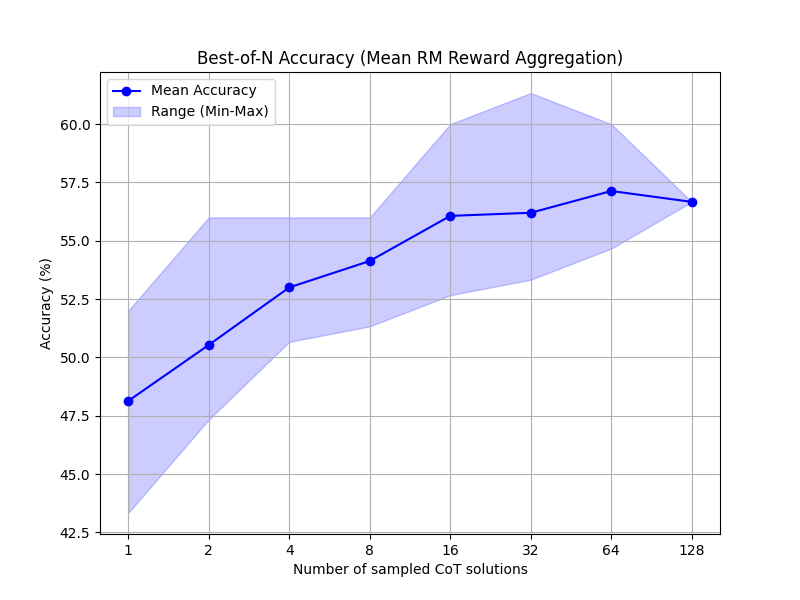 Best-of-N Accuracy (Mean RM Reward Aggregation)
Mean Accuracy
Range (Min-Max)
60.0
57.5
55.0
52.5
50.0
47.5
45.0
42.5
Accuracy (%)
1 2 4 8 16 32 64 128
Number of sampled CoT solutions